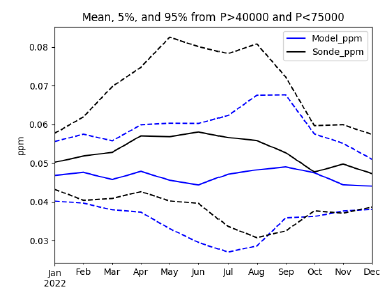 Mean, 5%, and 95% from P>40000 and P<75000
Model_ppm
Sonde_ppm
ppm
0.08
0.07
0.06
0.05
0.04
0.03
Jan Feb Mar Apr May Jun Jul Aug Sep Oct Nov Dec
2022